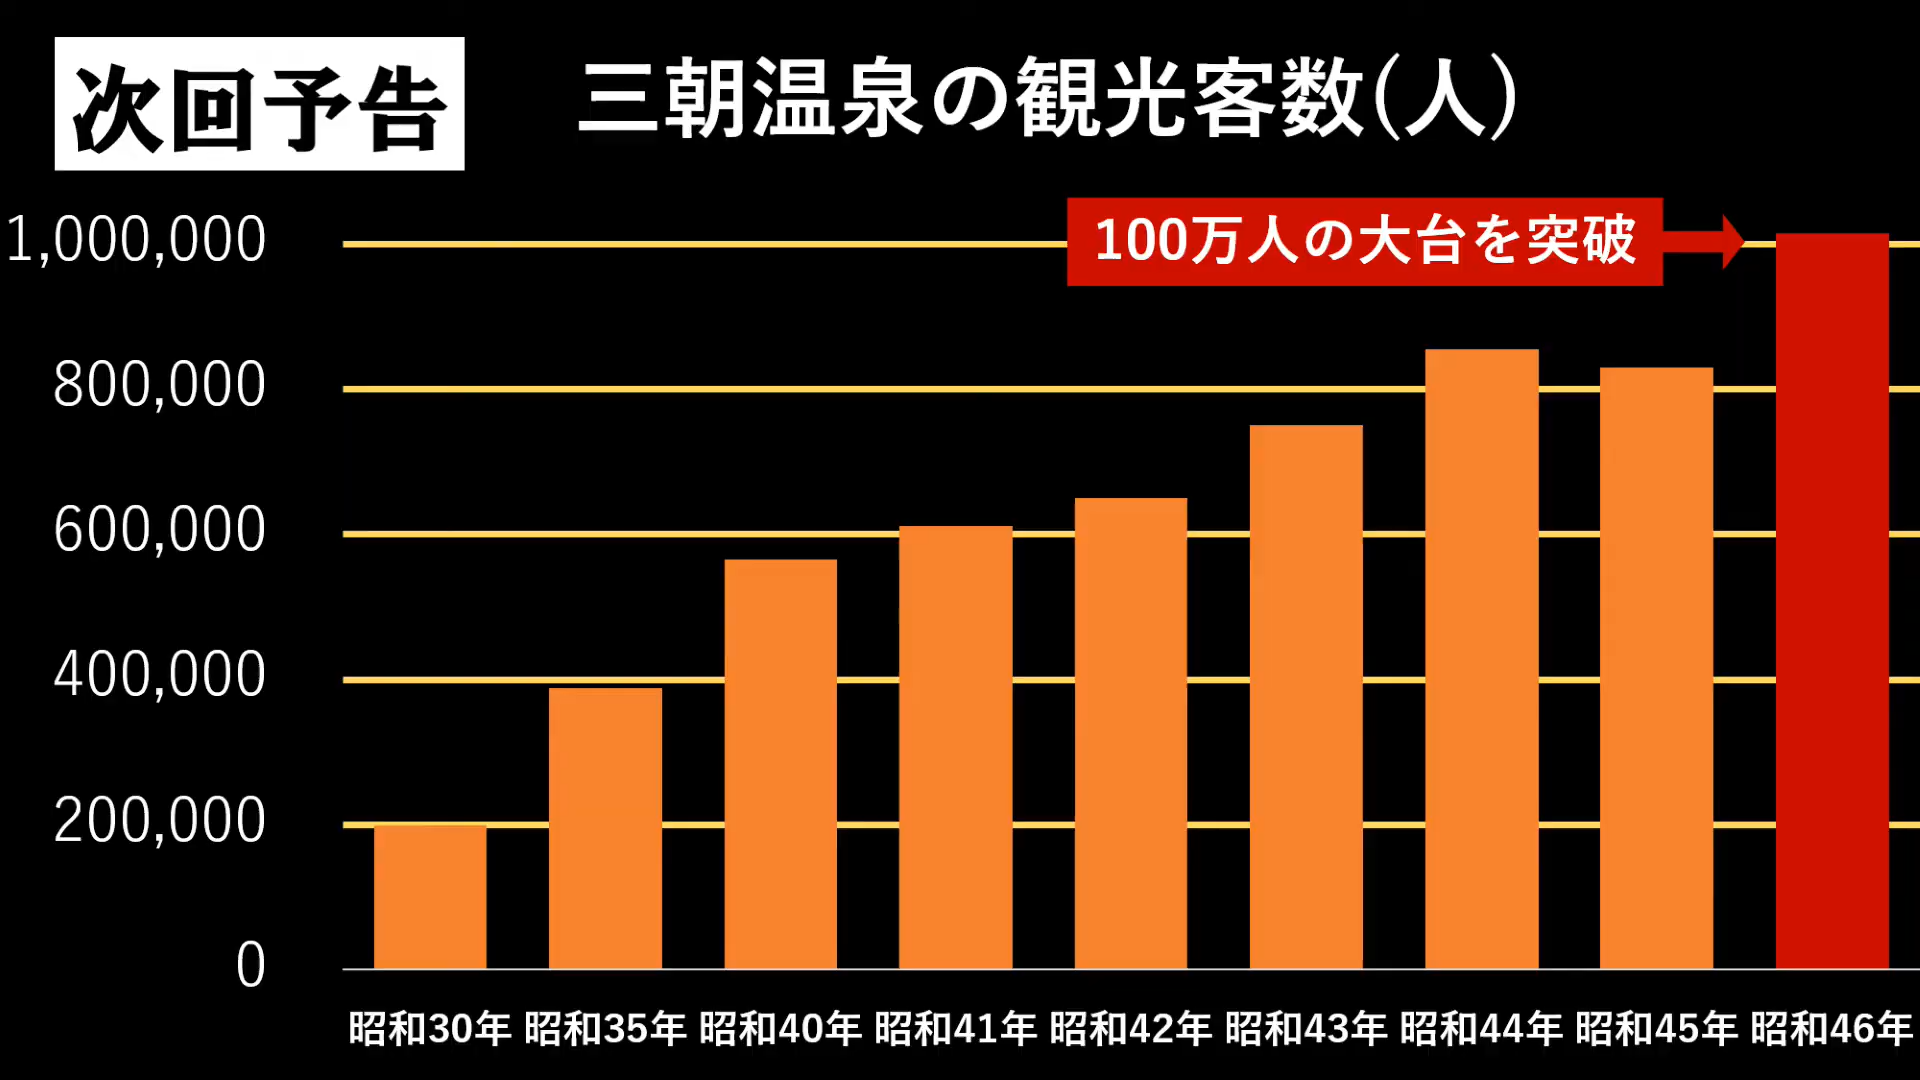 次回予告
三朝温泉の観光客数(人)
100万人の大台を突破
1,000,000
800,000
600,000
400,000
200,000
0
昭和30年 昭和35年 昭和40年 昭和41年 昭和42年 昭和43年 昭和44年 昭和45年 昭和46年